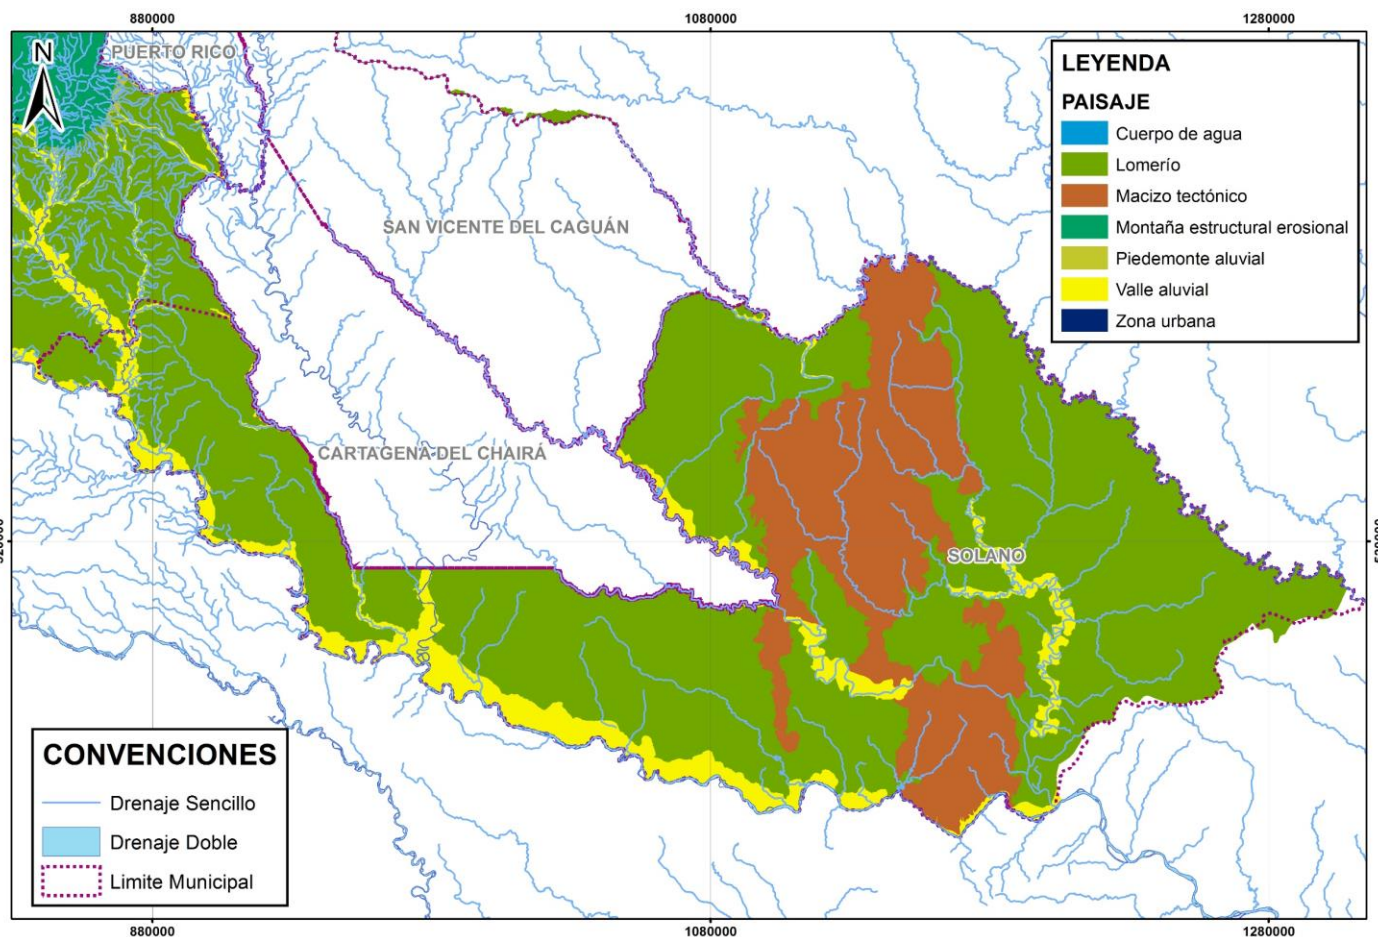 880000
1080000
1280000
N
PUERTO RICO
SAN VICENTE DEL CAGUÁN
CARTAGENA DEL CHAIRÁ
SOLANO
LEYENDA
PAISAJE
Cuerpo de agua
Lomerío
Macizo tectónico
Montaña estructural erosional
Piedemonte aluvial
Valle aluvial
Zona urbana
CONVENCIONES
Drenaje Sencillo
Drenaje Doble
Limite Municipal
880000
1080000
1280000